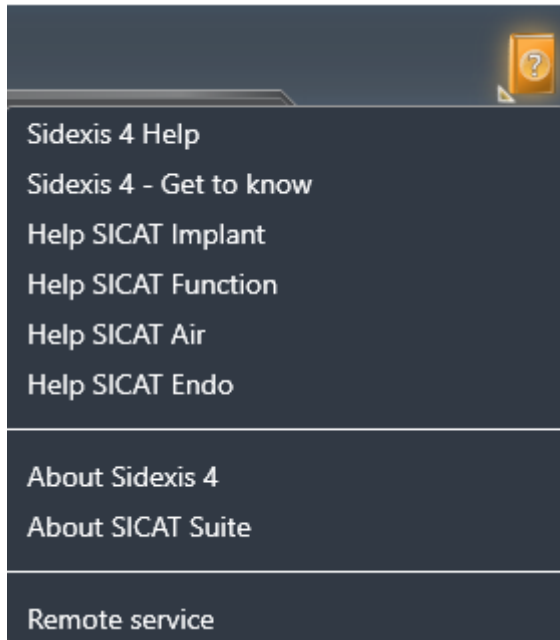 ?
Sidexis 4 Help
Sidexis 4 - Get to know
Help SICAT Implant
Help SICAT Function
Help SICAT Air
Help SICAT Endo
About Sidexis 4
About SICAT Suite
Remote service